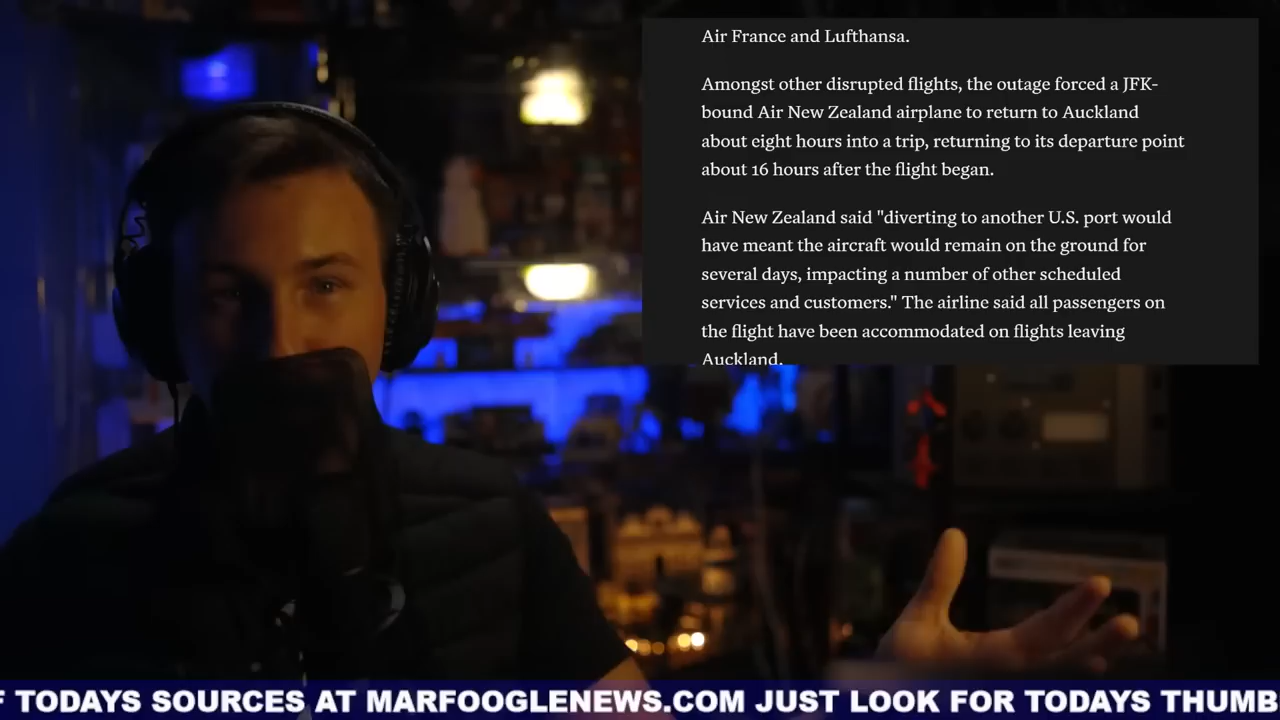 Air France and Lufthansa.
Amongst other disrupted flights, the outage forced a JFK-
bound Air New Zealand airplane to return to Auckland
about eight hours into a trip, returning to its departure point
about 16 hours after the flight began.
Air New Zealand said "diverting to another U.S. port would
have meant the aircraft would remain on the ground for
several days, impacting a number of other scheduled
services and customers." The airline said all passengers on
the flight have been accommodated on flights leaving
Auckland.
F TODAYS SOURCES AT MARFOOGLENEWS.COM JUST LOOK FOR TODAYS THUMB